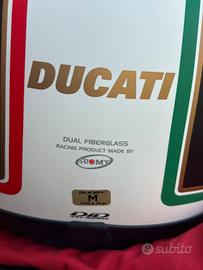 DUCATI
DUAL FIBERGLASS
RACING PRODUCT MADE BY
SUOMY
M
subito